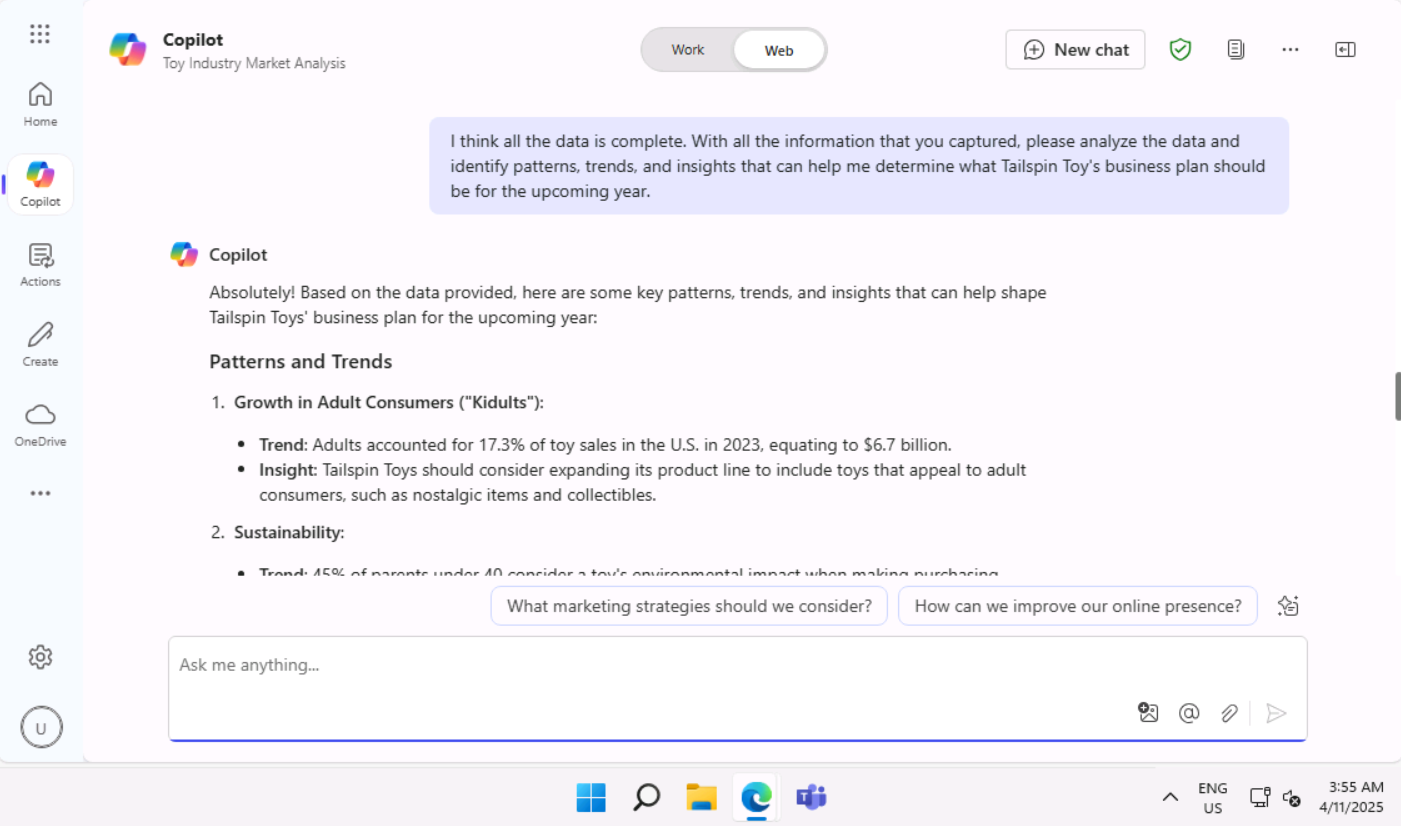 Copilot
Toy Industry Market Analysis
Work
Web
New chat
Home
Copilot
Actions
Create
OneDrive
U
I think all the data is complete. With all the information that you captured, please analyze the data and
identify patterns, trends, and insights that can help me determine what Tailspin Toy's business plan should
be for the upcoming year.
Copilot
Absolutely! Based on the data provided, here are some key patterns, trends, and insights that can help shape
Tailspin Toys' business plan for the upcoming year:
Patterns and Trends
1. Growth in Adult Consumers ("Kidults"):
• Trend: Adults accounted for 17.3% of toy sales in the U.S. in 2023, equating to $6.7 billion.
• Insight: Tailspin Toys should consider expanding its product line to include toys that appeal to adult
consumers, such as nostalgic items and collectibles.
2. Sustainability:
• Trend: 45% of parents under 40 consider a toy's environmental impact when making purchasing
What marketing strategies should we consider?
How can we improve our online presence?
Ask me anything...
ENG
US
3:55 AM
4/11/2025